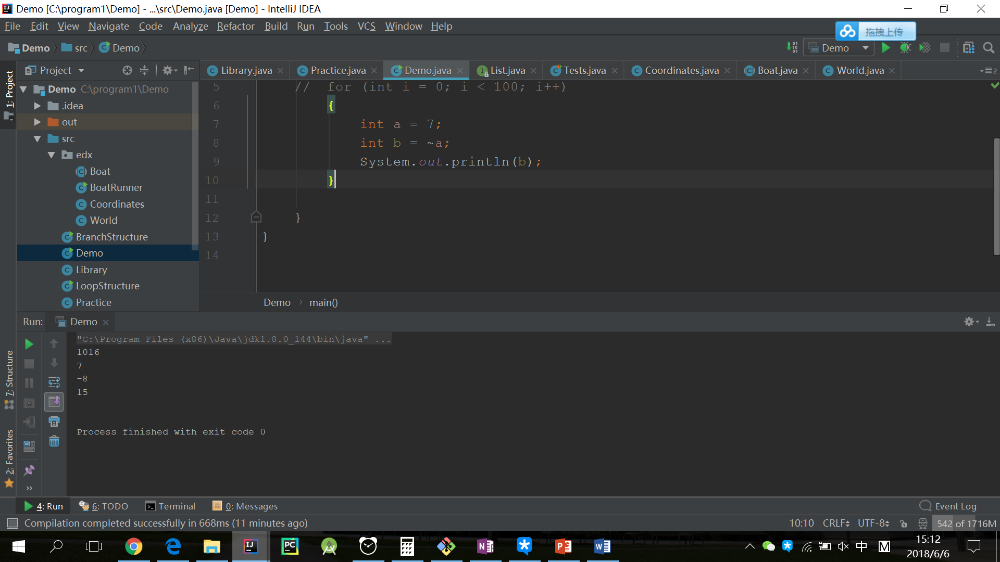 Demo [C:\program1\Demo] - ...\src\Demo.java [Demo] - IntelliJ IDEA
File Edit View Navigate Code Analyze Refactor Build Run Tools VCS Window Help
拖拽上传
Demo src Demo
Demo
Project
Library.java Practice.java Demo.java List.java Tests.java Coordinates.java Boat.java World.java
2
1: Project
Demo C:\program1\Demo
.idea
out
src
edx
Boat
BoatRunner
Coordinates
World
BranchStructure
Demo
Library
LoopStructure
Practice
5 // for (int i = 0; i < 100; i++)
6 {
7 int a = 7;
8 int b = ~a;
9 System.out.println(b);
10 }
11
12 }
13 }
14
Demo main()
Run: Demo
"C:\Program Files (x86)\Java\jdk1.8.0_144\bin\java" ...
1016
7
-8
15
Process finished with exit code 0
7: Structure
2: Favorites
4: Run 6: TODO Terminal 0: Messages Event Log
Compilation completed successfully in 668ms (11 minutes ago)
10:10 CRLF UTF-8 542 of 1716M
中 M
15:12
2018/6/6